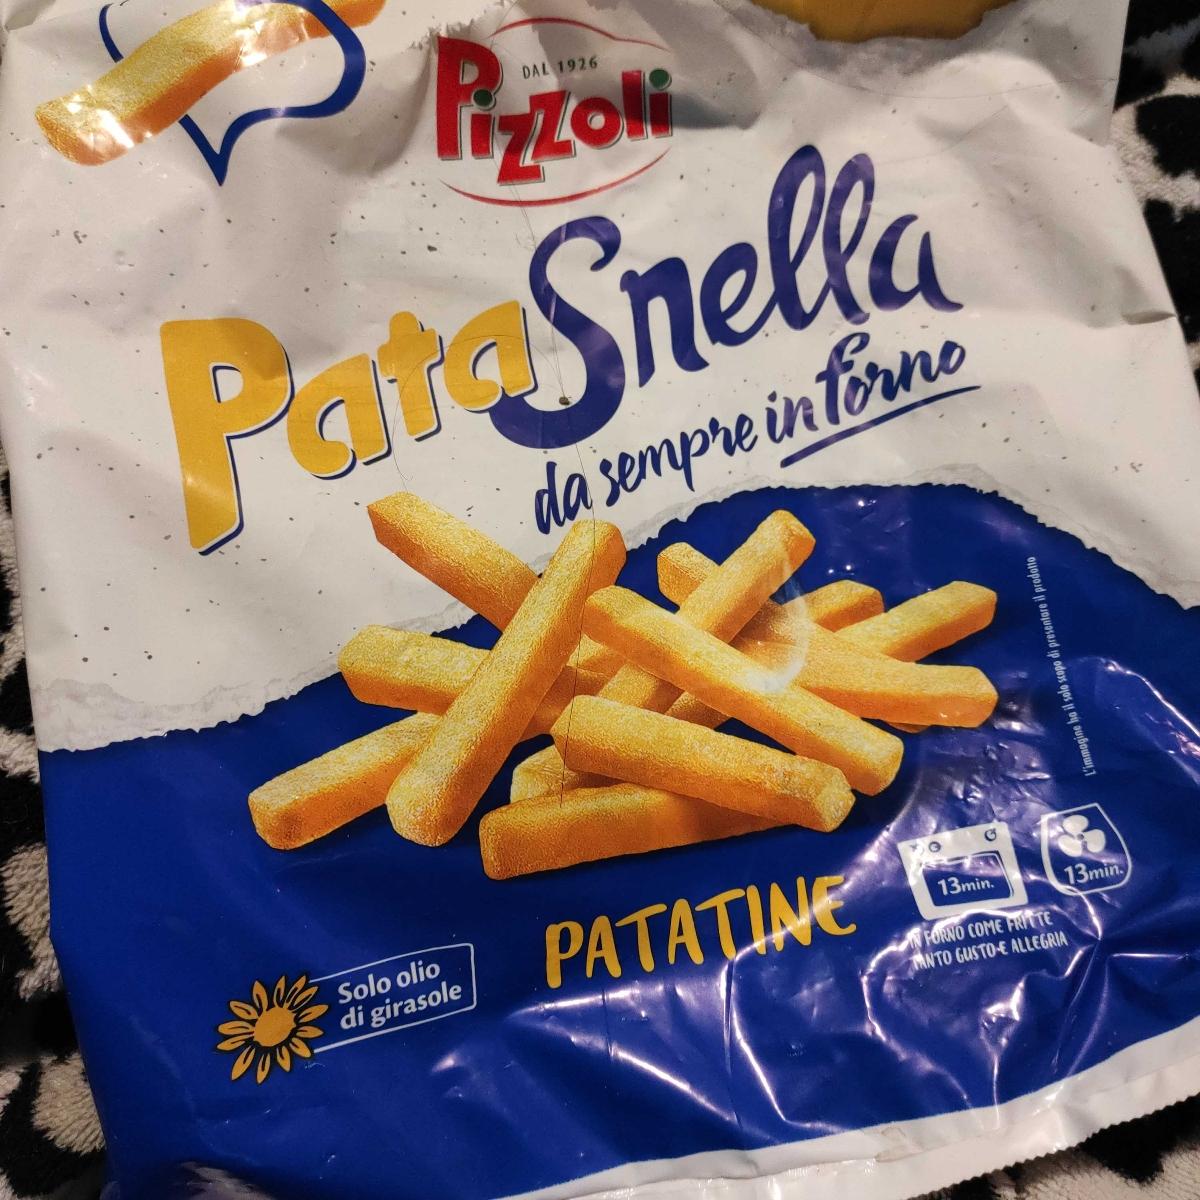 DAL 1926
Pizzoli
PataSnella
da sempre in forno
L'immagine ha il solo scopo di presentare il prodotto
13min.
13min.
IN FORNO COME FRITTE
TANTO GUSTO E ALLEGRIA
PATATINE
Solo olio
di girasole